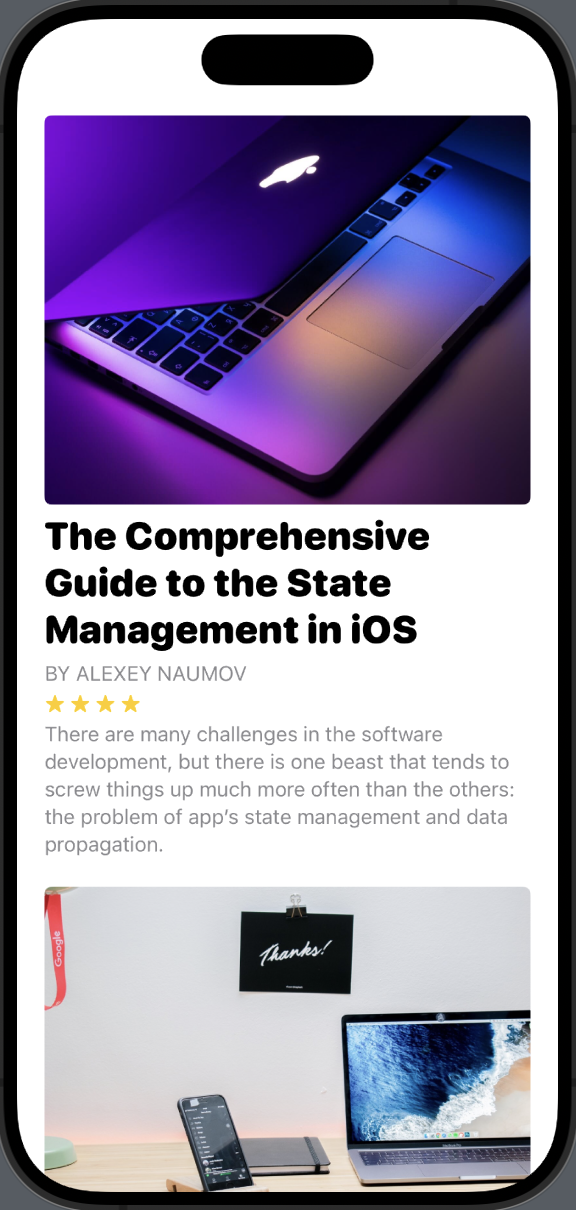 The Comprehensive
Guide to the State
Management in iOS
BY ALEXEY NAUMOV
There are many challenges in the software
development, but there is one beast that tends to
screw things up much more often than the others:
the problem of app’s state management and data
propagation.
Google
Thanks!